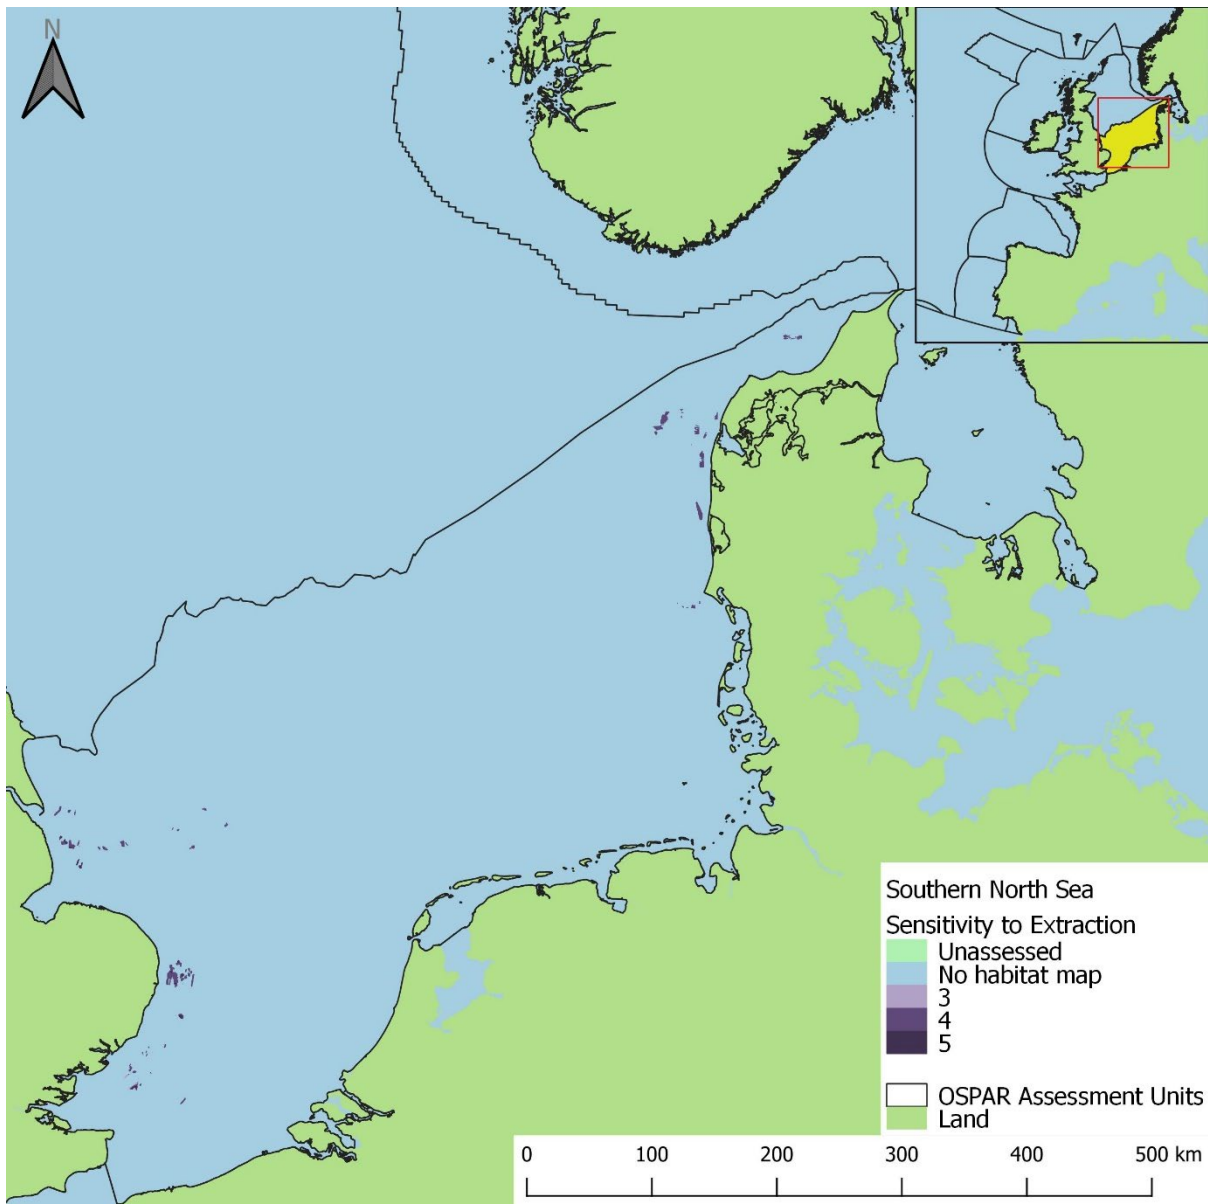 N
Southern North Sea
Sensitivity to Extraction
Unassessed
No habitat map
3
4
5
OSPAR Assessment Units
Land
0 100 200 300 400 500 km